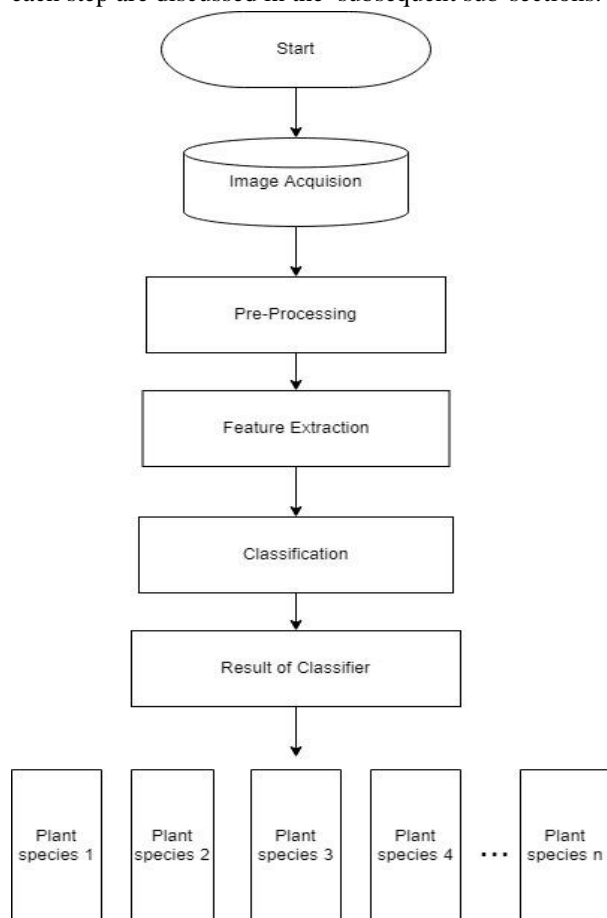 each step are discussed in the subsequent sub-sections.
Start
Image Acquision
Pre-Processing
Feature Extraction
Classification
Result of Classifier
Plant
species 1
Plant
species 2
Plant
species 3
Plant
species 4
...
Plant
species n